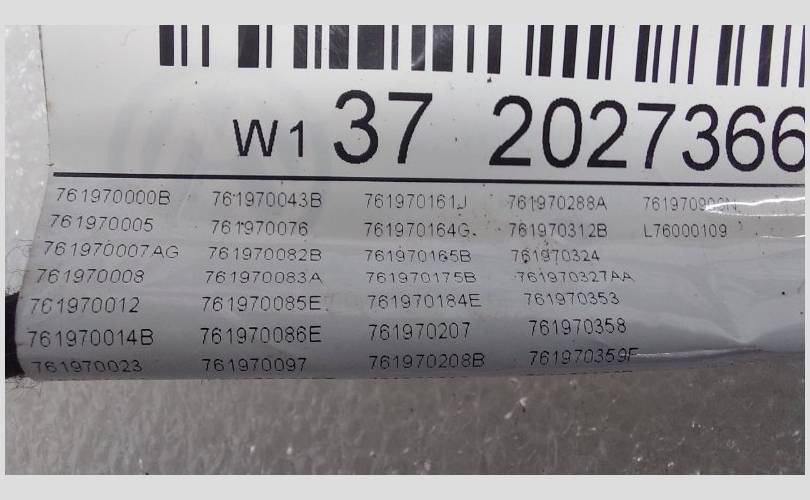 W1 37 2027366
761970000B 761970043B 761970161J 761970288A
761970005 761970076 761970164G 761970312B L76000109
761970007AG 761970082B 761970165B 761970324
761970008 761970083A 761970175B 761970327AA
761970012 761970085E 761970184E 761970353
761970014B 761970086E 761970207 761970358
761970023 761970097 761970208B 761970359F